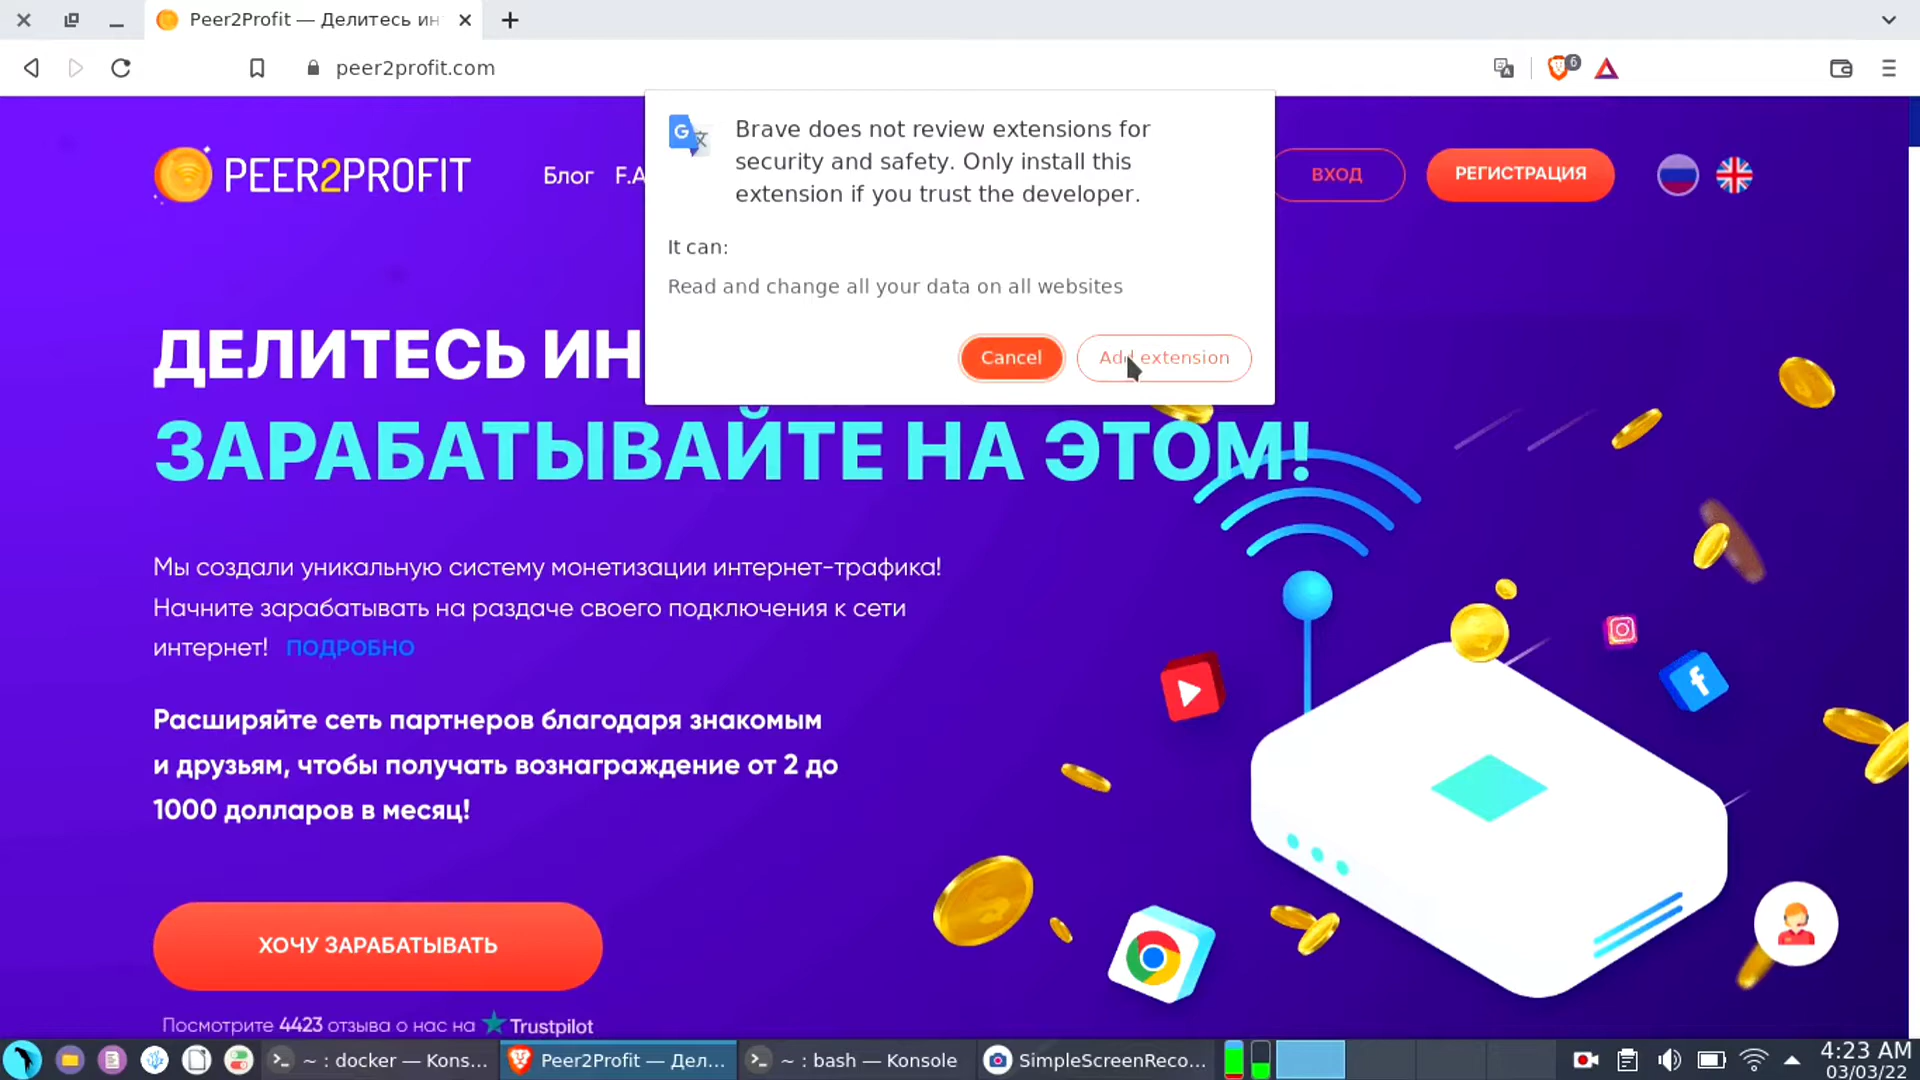 Peer2Profit — Делитесь ин
peer2profit.com
6
Brave does not review extensions for
security and safety. Only install this
extension if you trust the developer.
It can:
Read and change all your data on all websites
Cancel
Add extension
PEER2PROFIT
Блог
F.A
ВХОД
РЕГИСТРАЦИЯ
ДЕЛИТЕСЬ ИН
ЗАРАБАТЫВАЙТЕ НА ЭТОМ!
Мы создали уникальную систему монетизации интернет-трафика!
Начните зарабатывать на раздаче своего подключения к сети
интернет! ПОДРОБНО
Расширяйте сеть партнеров благодаря знакомым
и друзьям, чтобы получать вознаграждение от 2 до
1000 долларов в месяц!
ХОЧУ ЗАРАБАТЫВАТЬ
Посмотрите 4423 отзыва о нас на Trustpilot
~ : docker — Kons...
Peer2Profit — Дел...
~ : bash — Konsole
SimpleScreenReco...
4:23 AM
03/03/22